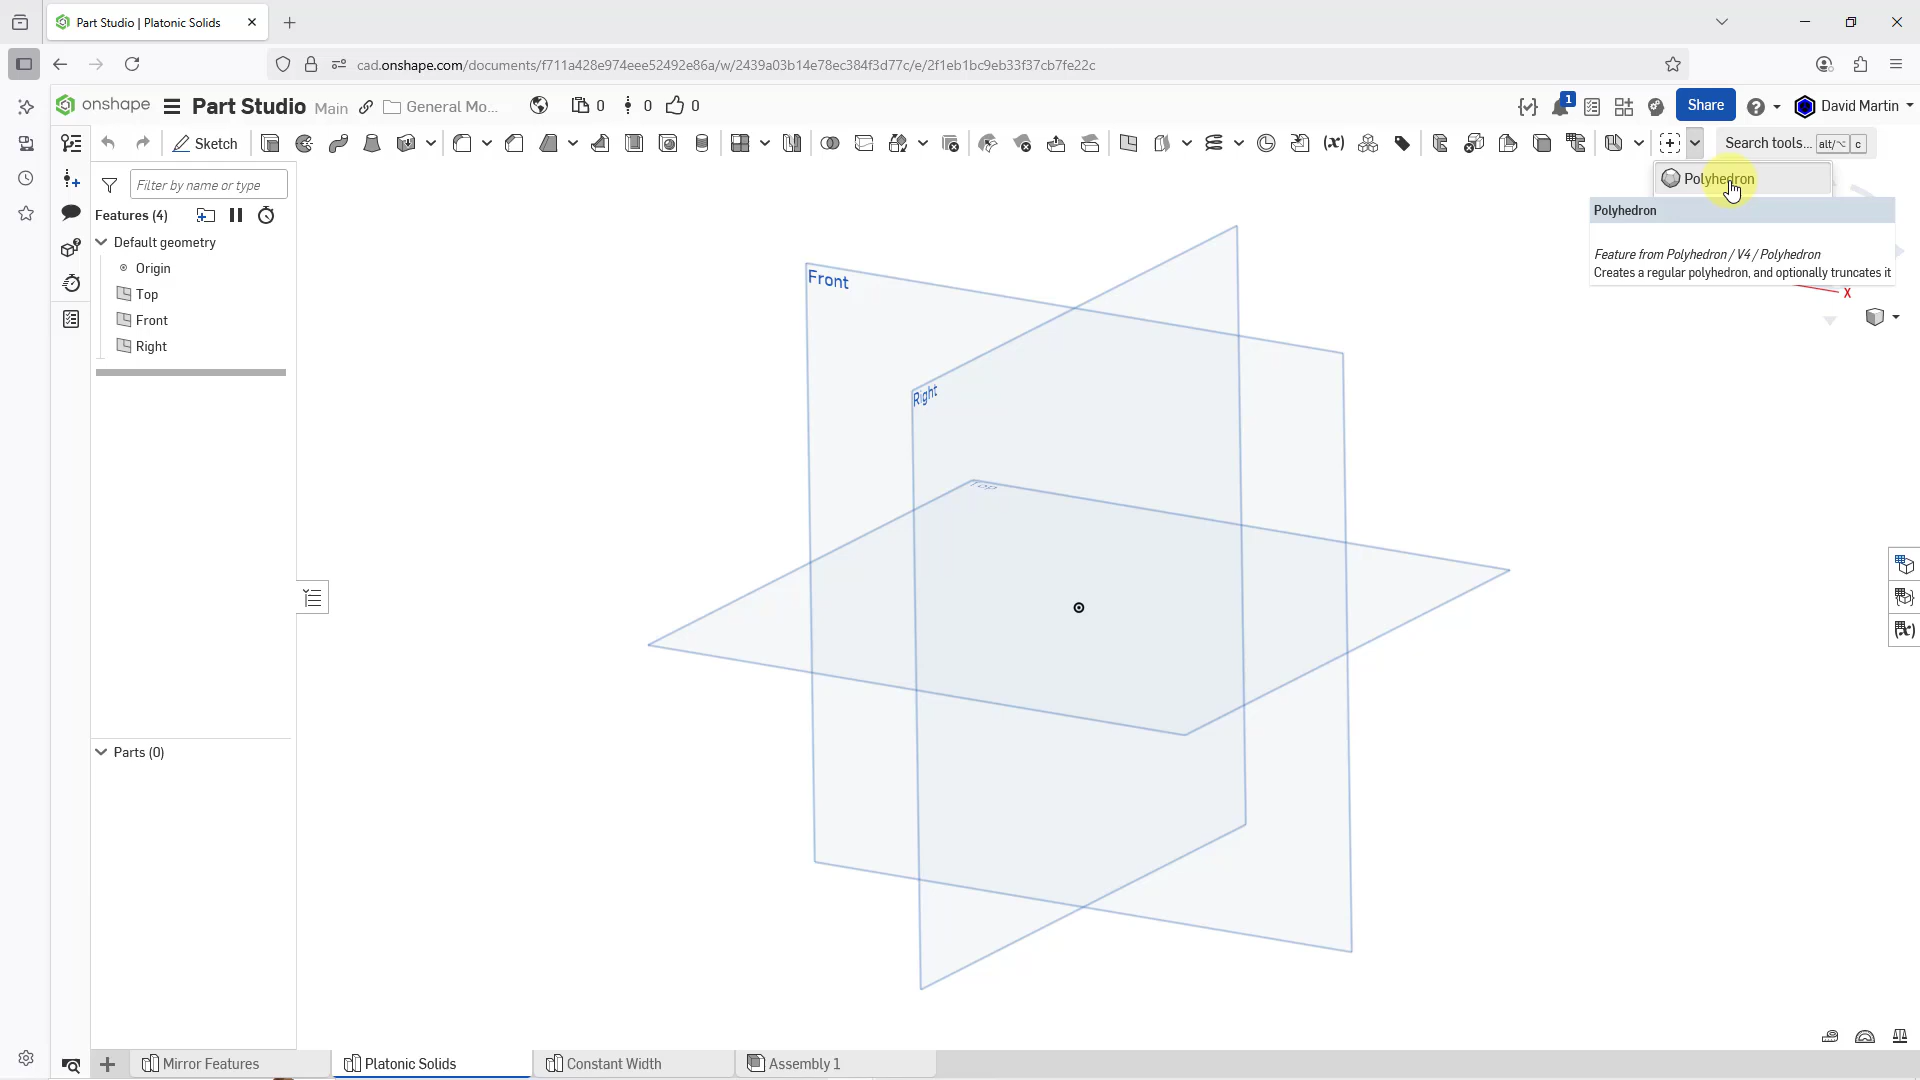 Part Studio | Platonic Solids
cad.onshape.com/documents/f711a428e974eee52492e86a/w/2439a03b14e78ec384f3d77c/e/2f1eb1bc9eb33f37cb7fe22c
onshape Part Studio Main General Mo... 0 0 0 1 Share David Martin
Sketch Search tools... alt/⌥ c
Polyhedron
Filter by name or type
Polyhedron
Features (4)
Default geometry
Feature from Polyhedron / V4 / Polyhedron
Origin
Creates a regular polyhedron, and optionally truncates it
Front
Top
X
Front
Right
Right
Top
Parts (0)
Mirror Features Platonic Solids Constant Width Assembly 1